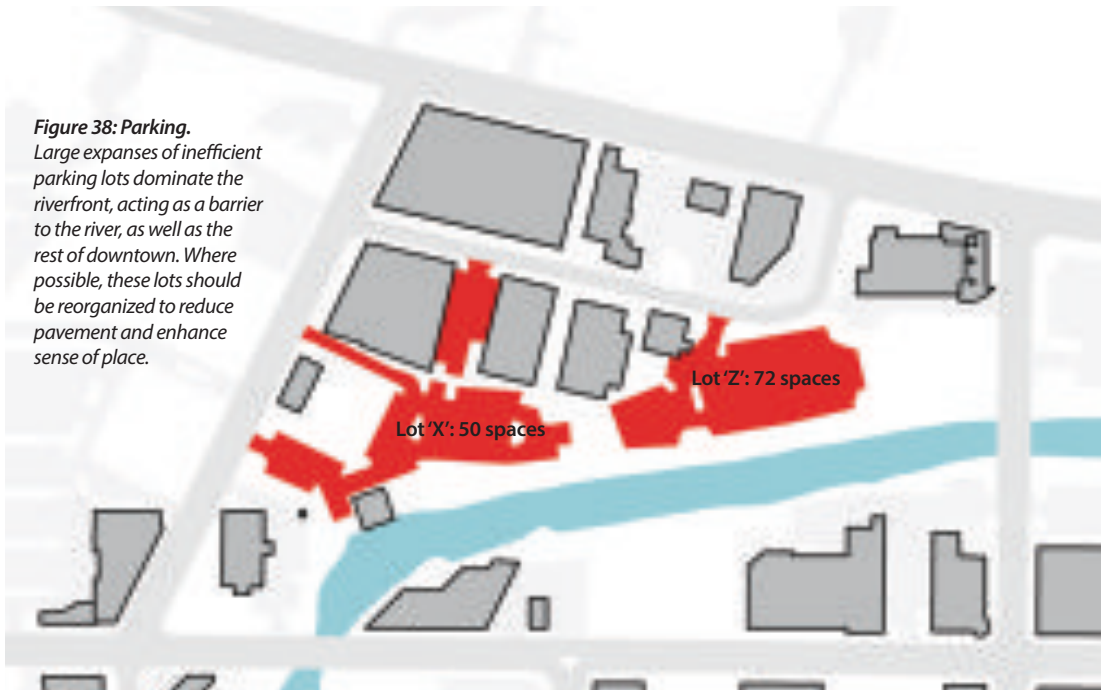 Figure 38: Parking.
Large expanses of inefficient
parking lots dominate the
riverfront, acting as a barrier
to the river, as well as the
rest of downtown. Where
possible, these lots should
be reorganized to reduce
pavement and enhance
sense of place.
Lot ‘Z’: 72 spaces
Lot ‘X’: 50 spaces